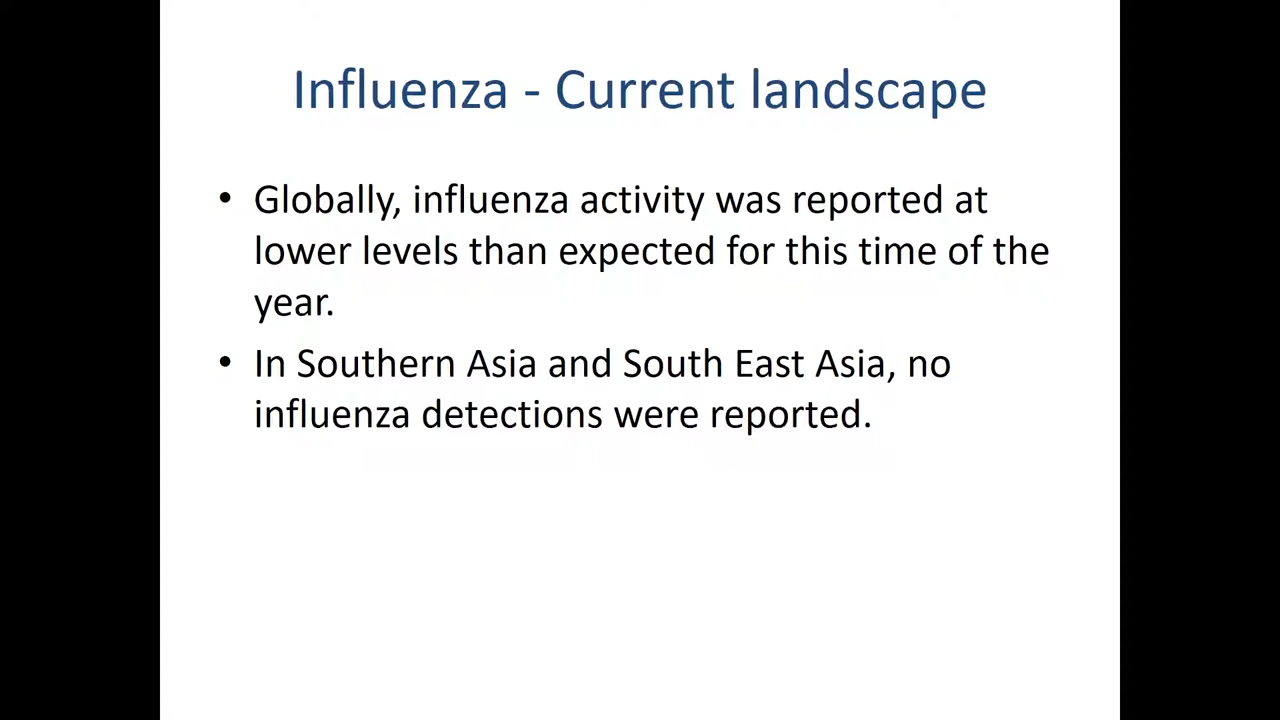 Influenza - Current landscape
• Globally, influenza activity was reported at
lower levels than expected for this time of the
year.
• In Southern Asia and South East Asia, no
influenza detections were reported.